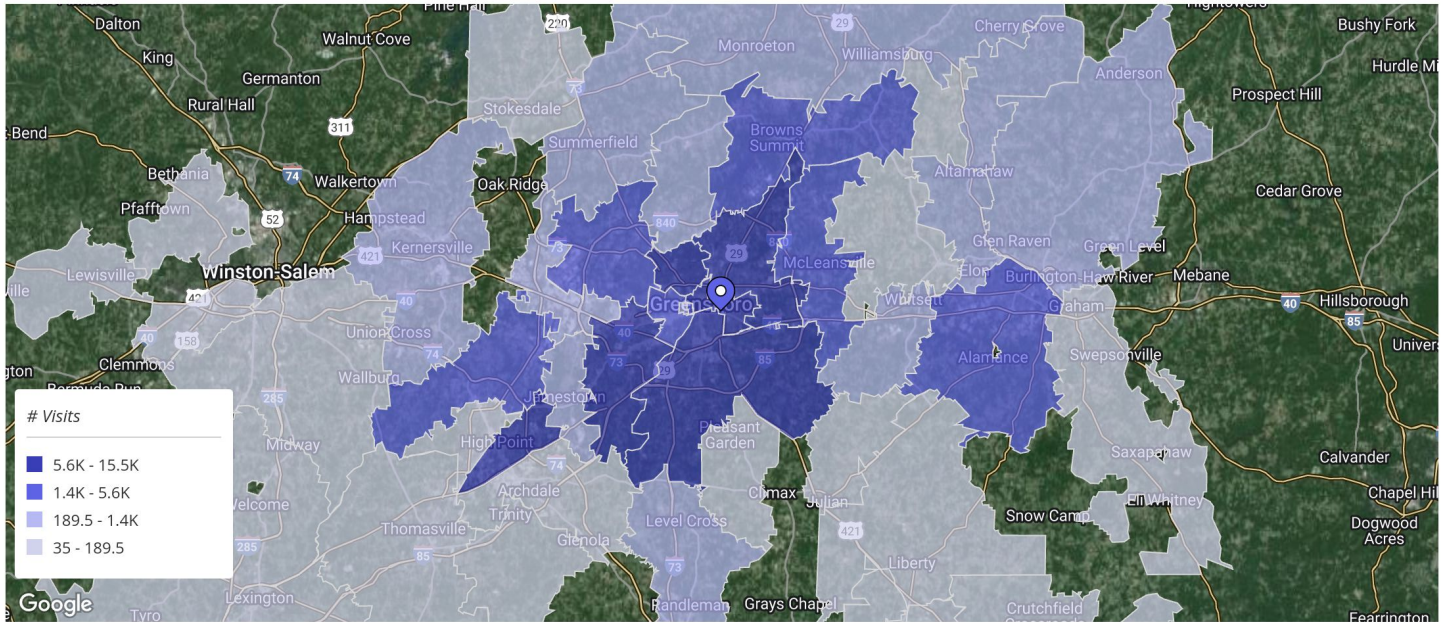 Pine Hall
Dalton
220
29
Cherry Grove
Bushy Fork
King
Walnut Cove
Monroeton
Williamsburg
Germanton
73
Anderson
Hurdle Mi
Rural Hall
Stokesdale
Prospect Hill
311
Browns
Summit
-Bend
Summerfield
Bethania
74
Walkertown
Oak Ridge
Altamahaw
Cedar Grove
Pfafftown
52
Hampstead
840
Kernersville
73
29
Glen Raven
Green Level
421
McLeansville
Lewisville
ville
Winston-Salem
Elon
Burlington
Haw River
Mebane
421
40
Greensboro
Whitsett
Graham
40
Hillsborough
85
Union Cross
40
158
40
74
73
85
Alamance
Swepsonville
Univers
Clemmons
29
gton
Wallburg
Bermuda Run
285
Jamestown
# Visits
Pleasant
Garden
Midway
High Point
Saxapahaw
Calvander
5.6K - 15.5K
74
1.4K - 5.6K
Archdale
Climax
Julian
Eli Whitney
Chapel Hil
Welcome
Trinity
Snow Camp
189.5 - 1.4K
Thomasville
Level Cross
421
Dogwood
Acres
35 - 189.5
285
85
Glenola
73
Liberty
Google
Lexington
Randleman
Grays Chapel
Crutchfield
Crossroads
Tyro
Fearrington